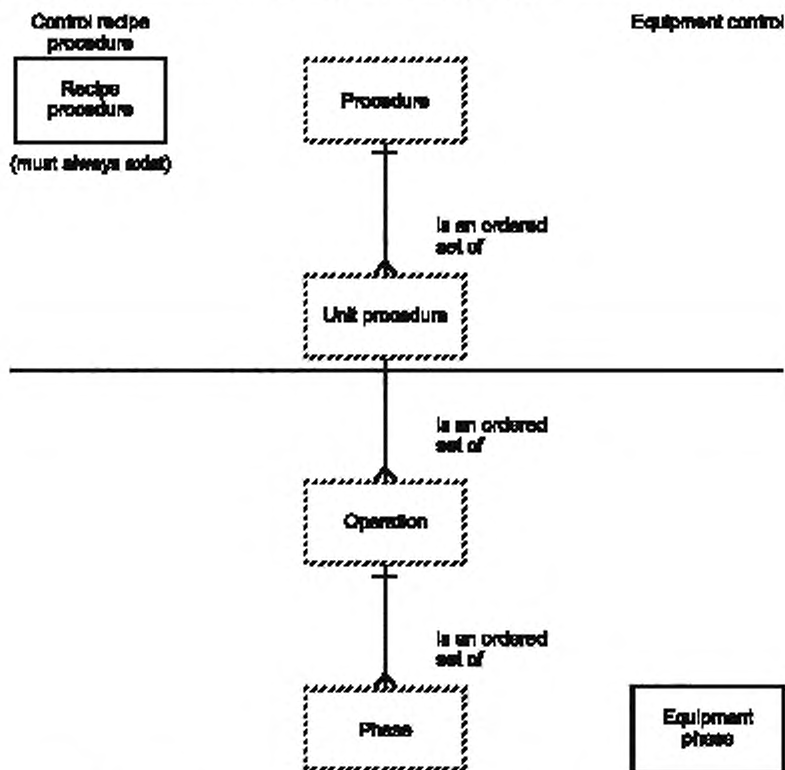 Control recipe
procedure
Equipment control
Recipe
procedure
(must always exist)
Procedure
is an ordered
set of
Unit procedure
is an ordered
set of
Operation
is an ordered
set of
Phase
Equipment
phase